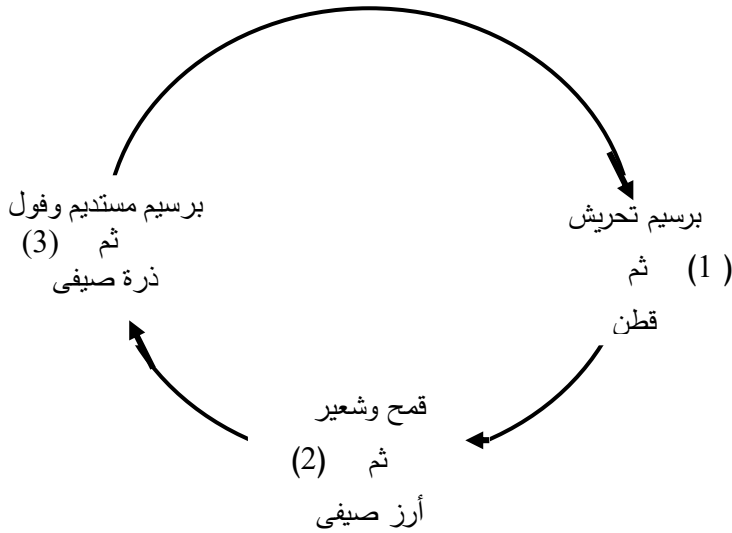 برسيم تحريش
ثم (1 )
قطن
قمح وشعير
ثم (2)
أرز صيفى
برسيم مستديم وفول
ثم (3)
ذرة صيفى